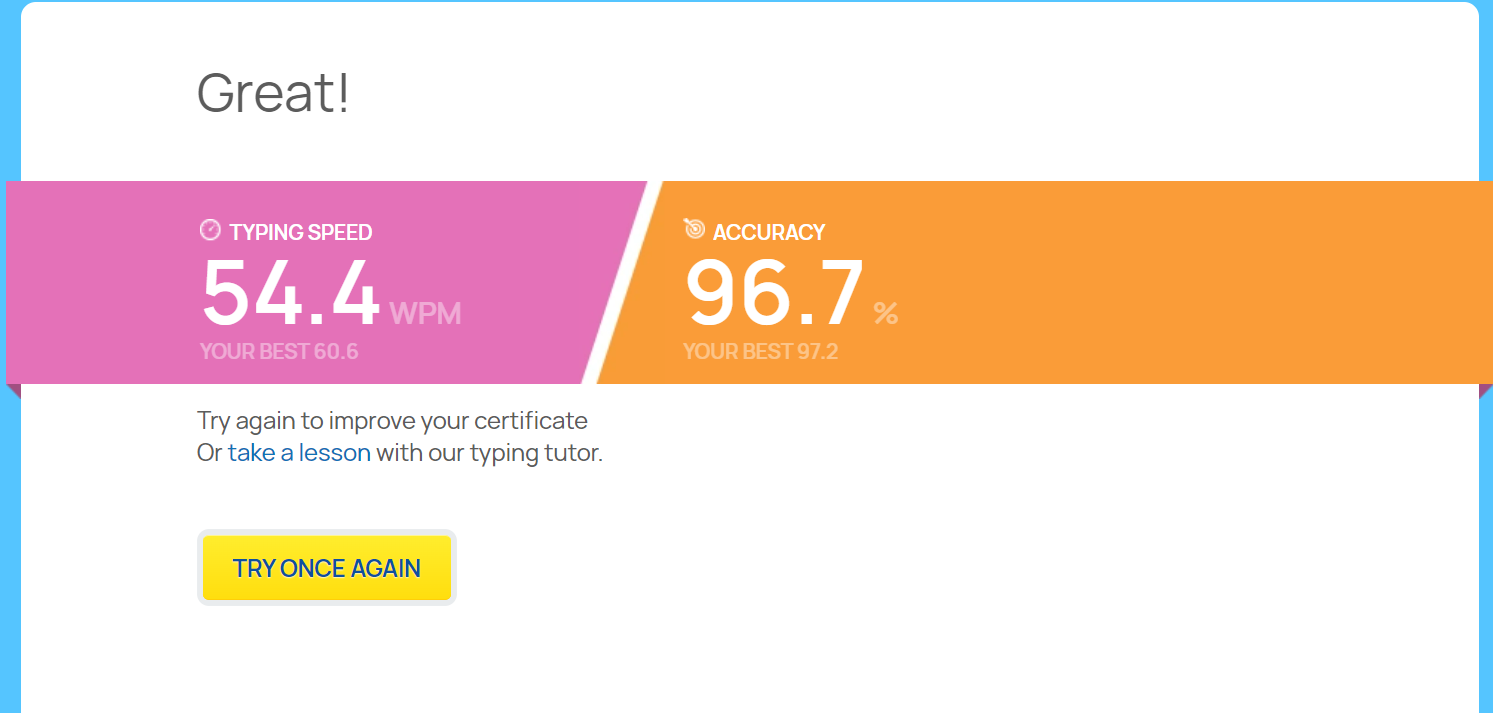 Great!
TYPING SPEED
54.4 WPM
YOUR BEST 60.6
ACCURACY
96.7 %
YOUR BEST 97.2
Try again to improve your certificate
Or take a lesson with our typing tutor.
TRY ONCE AGAIN